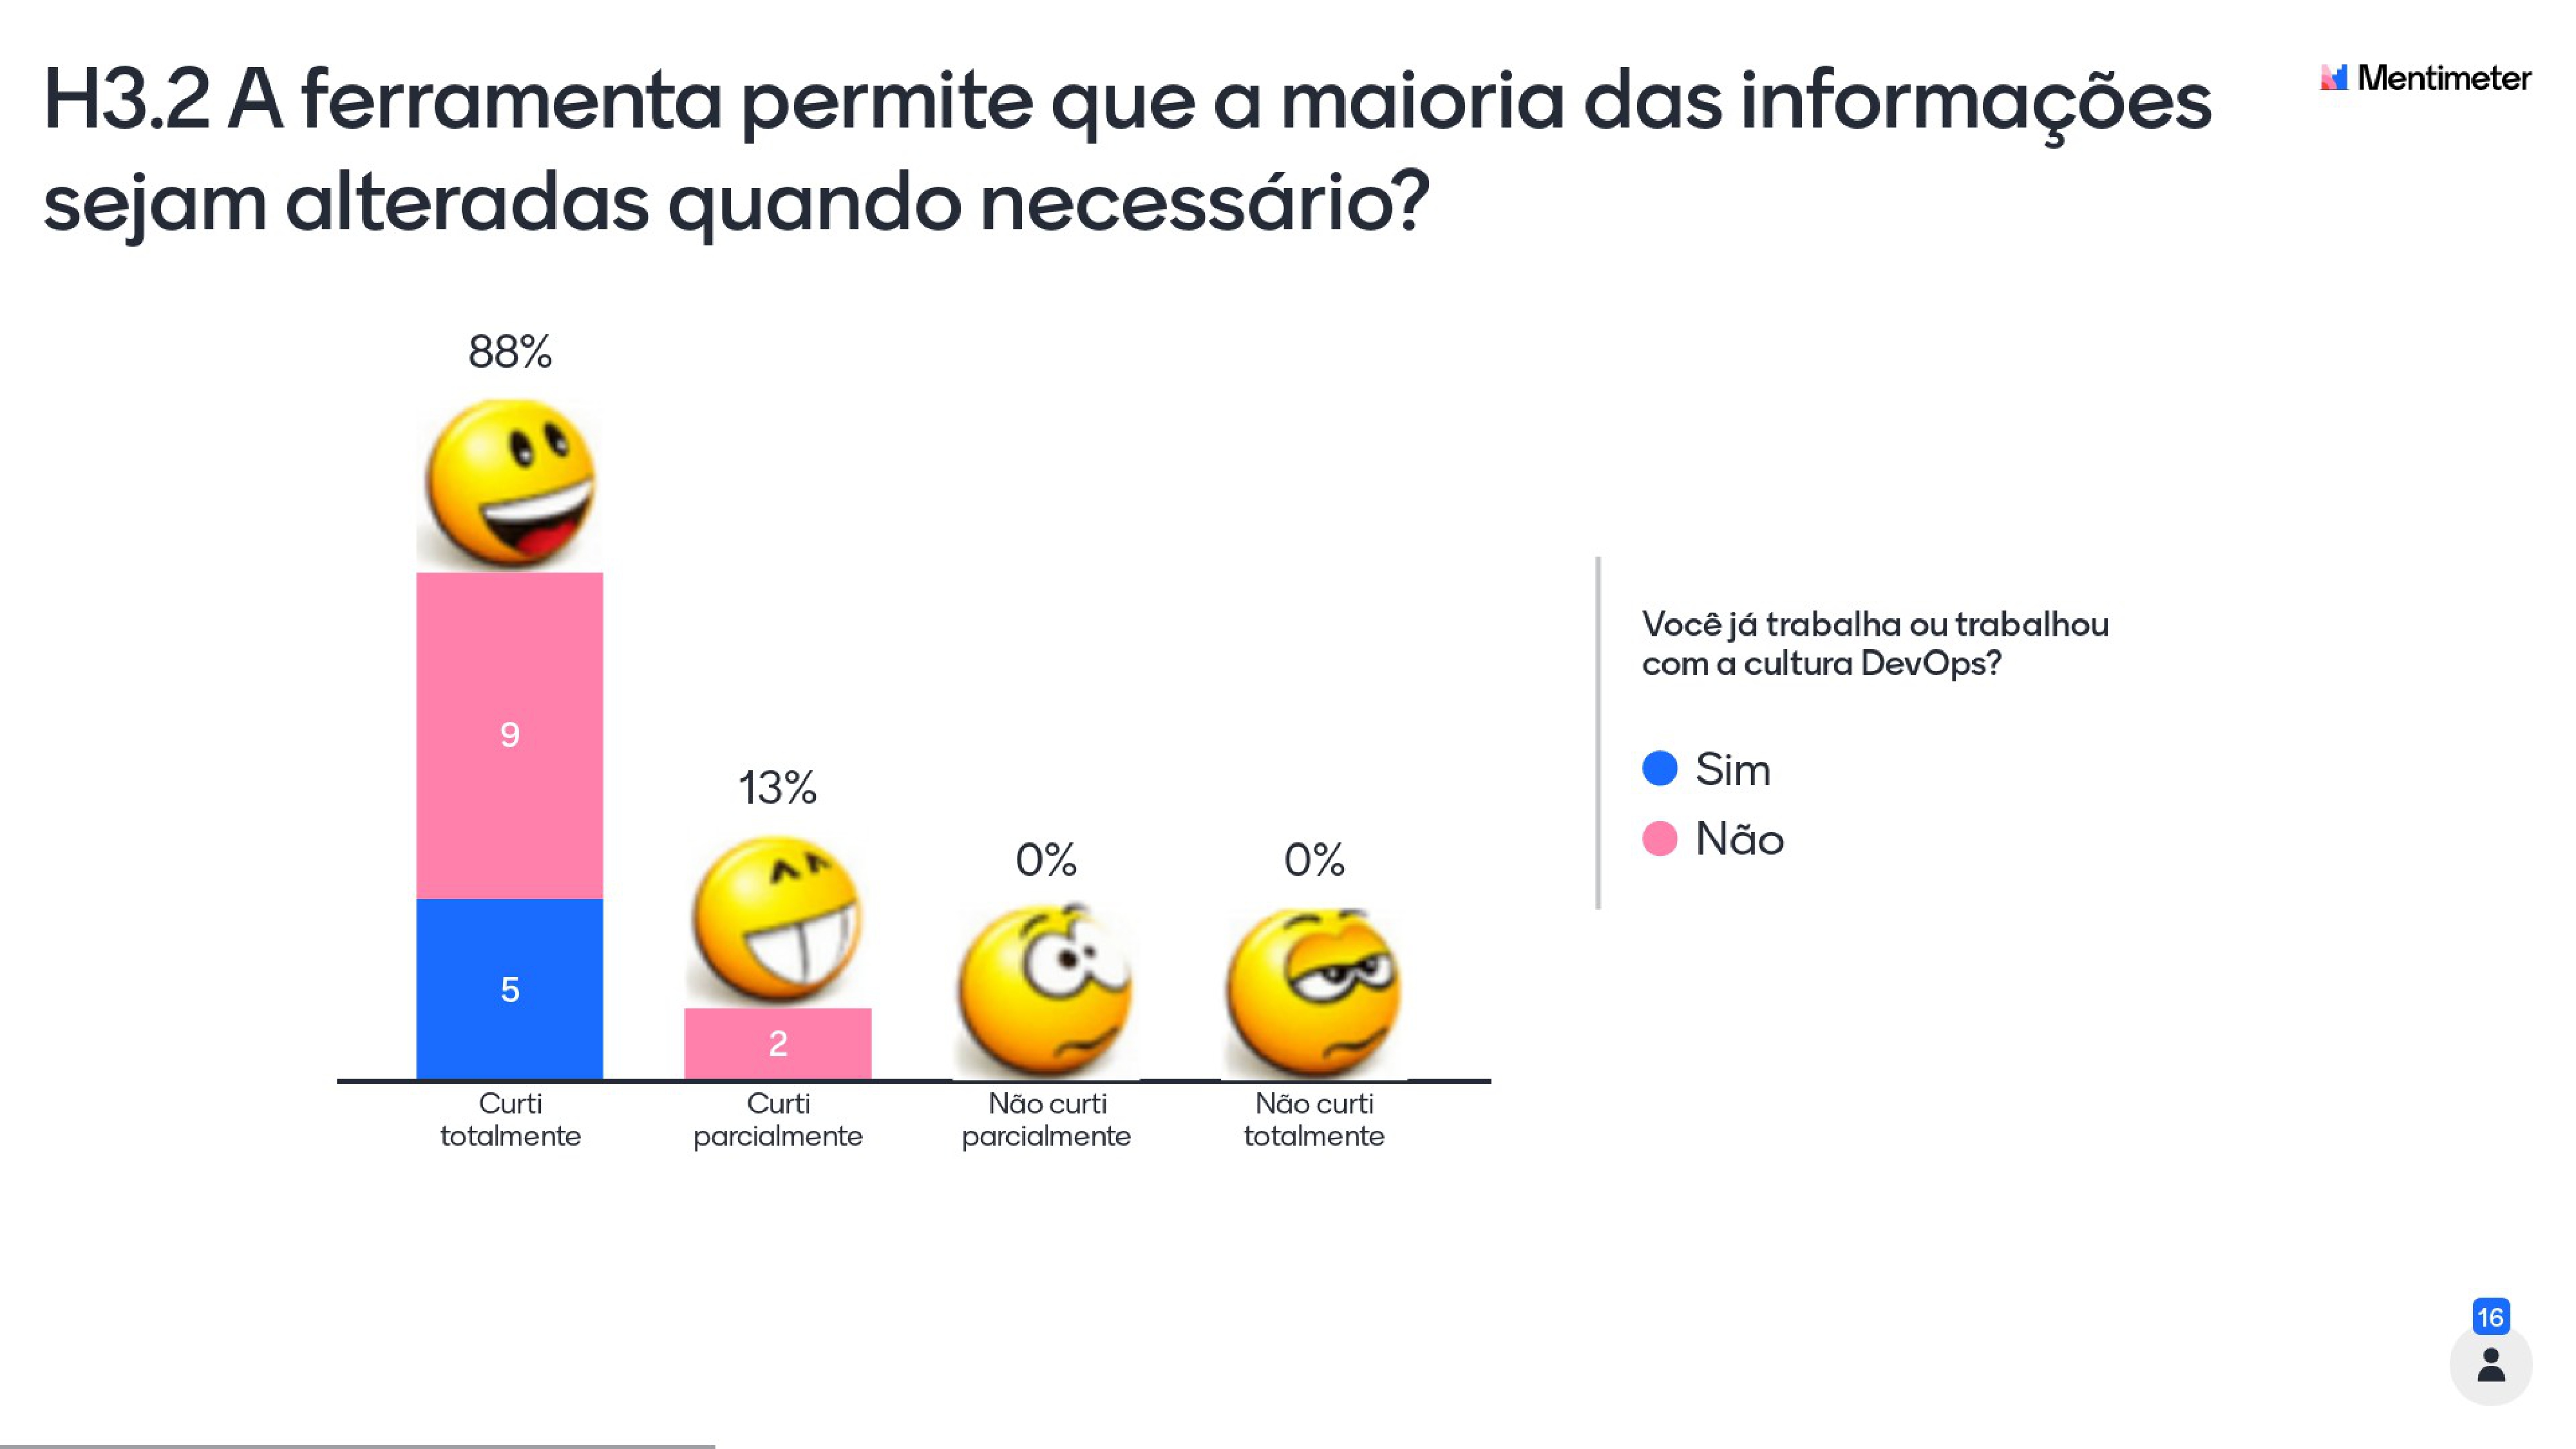 H3.2 A ferramenta permite que a maioria das informações
sejam alteradas quando necessário?
Mentimeter
88%
9
5
13%
2
0%
0%
Curti
totalmente
Curti
parcialmente
Não curti
parcialmente
Não curti
totalmente
Você já trabalha ou trabalhou
com a cultura DevOps?
Sim
Não
16